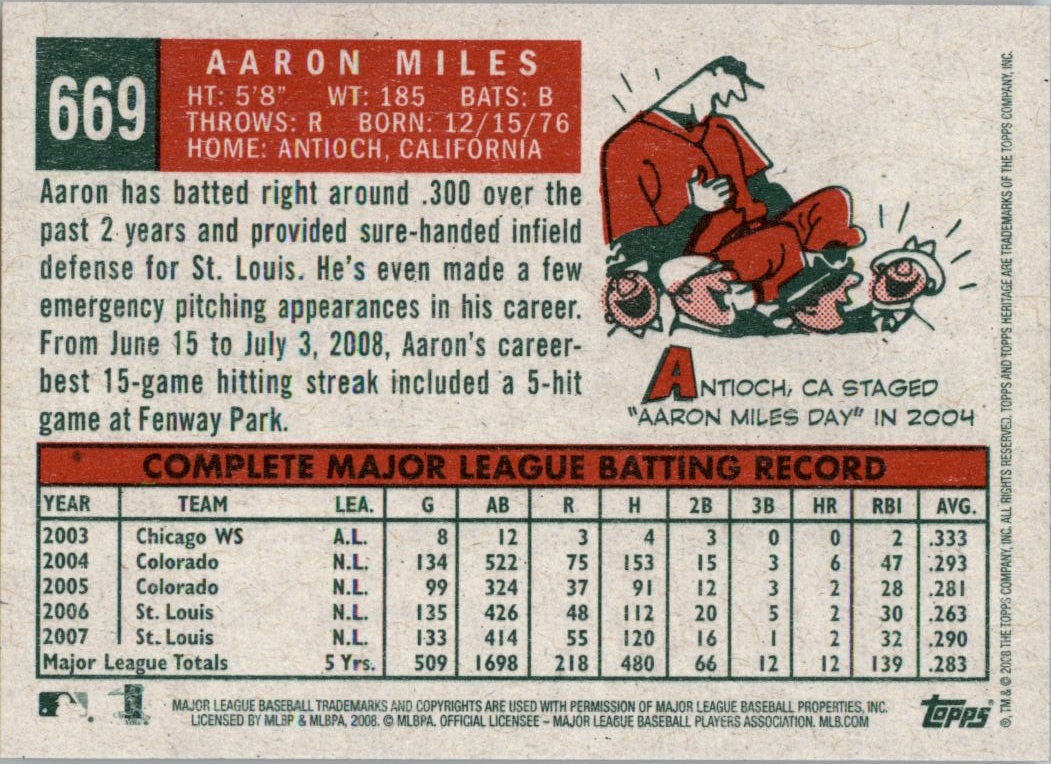 669
AARON MILES
HT: 5'8" WT: 185 BATS: B
THROWS: R BORN: 12/15/76
HOME: ANTIOCH, CALIFORNIA
Aaron has batted right around .300 over the
past 2 years and provided sure-handed infield
defense for St. Louis. He's even made a few
emergency pitching appearances in his career.
From June 15 to July 3, 2008, Aaron's career-
best 15-game hitting streak included a 5-hit
game at Fenway Park.
ANTIOCH, CA STAGED
"AARON MILES DAY" IN 2004
COMPLETE MAJOR LEAGUE BATTING RECORD
YEAR TEAM LEA. G AB R H 2B 3B HR RBI AVG.
2003 Chicago WS A.L. 8 12 3 4 3 0 0 2 .333
2004 Colorado N.L. 134 522 75 153 15 3 6 47 .293
2005 Colorado N.L. 99 324 37 91 12 3 2 28 .281
2006 St. Louis N.L. 135 426 48 112 20 5 2 30 .263
2007 St. Louis N.L. 133 414 55 120 16 1 2 32 .290
Major League Totals 5 Yrs. 509 1698 218 480 66 12 12 139 .283
MAJOR LEAGUE BASEBALL TRADEMARKS AND COPYRIGHTS ARE USED WITH PERMISSION OF MAJOR LEAGUE BASEBALL PROPERTIES, INC.
LICENSED BY MLBP & MLBPA, 2008. © MLBPA. OFFICIAL LICENSEE – MAJOR LEAGUE BASEBALL PLAYERS ASSOCIATION. MLB.COM
Topps®
®, TM & © 2008 THE TOPPS COMPANY, INC. ALL RIGHTS RESERVED. TOPPS AND TOPPS HERITAGE ARE TRADEMARKS OF THE TOPPS COMPANY, INC.